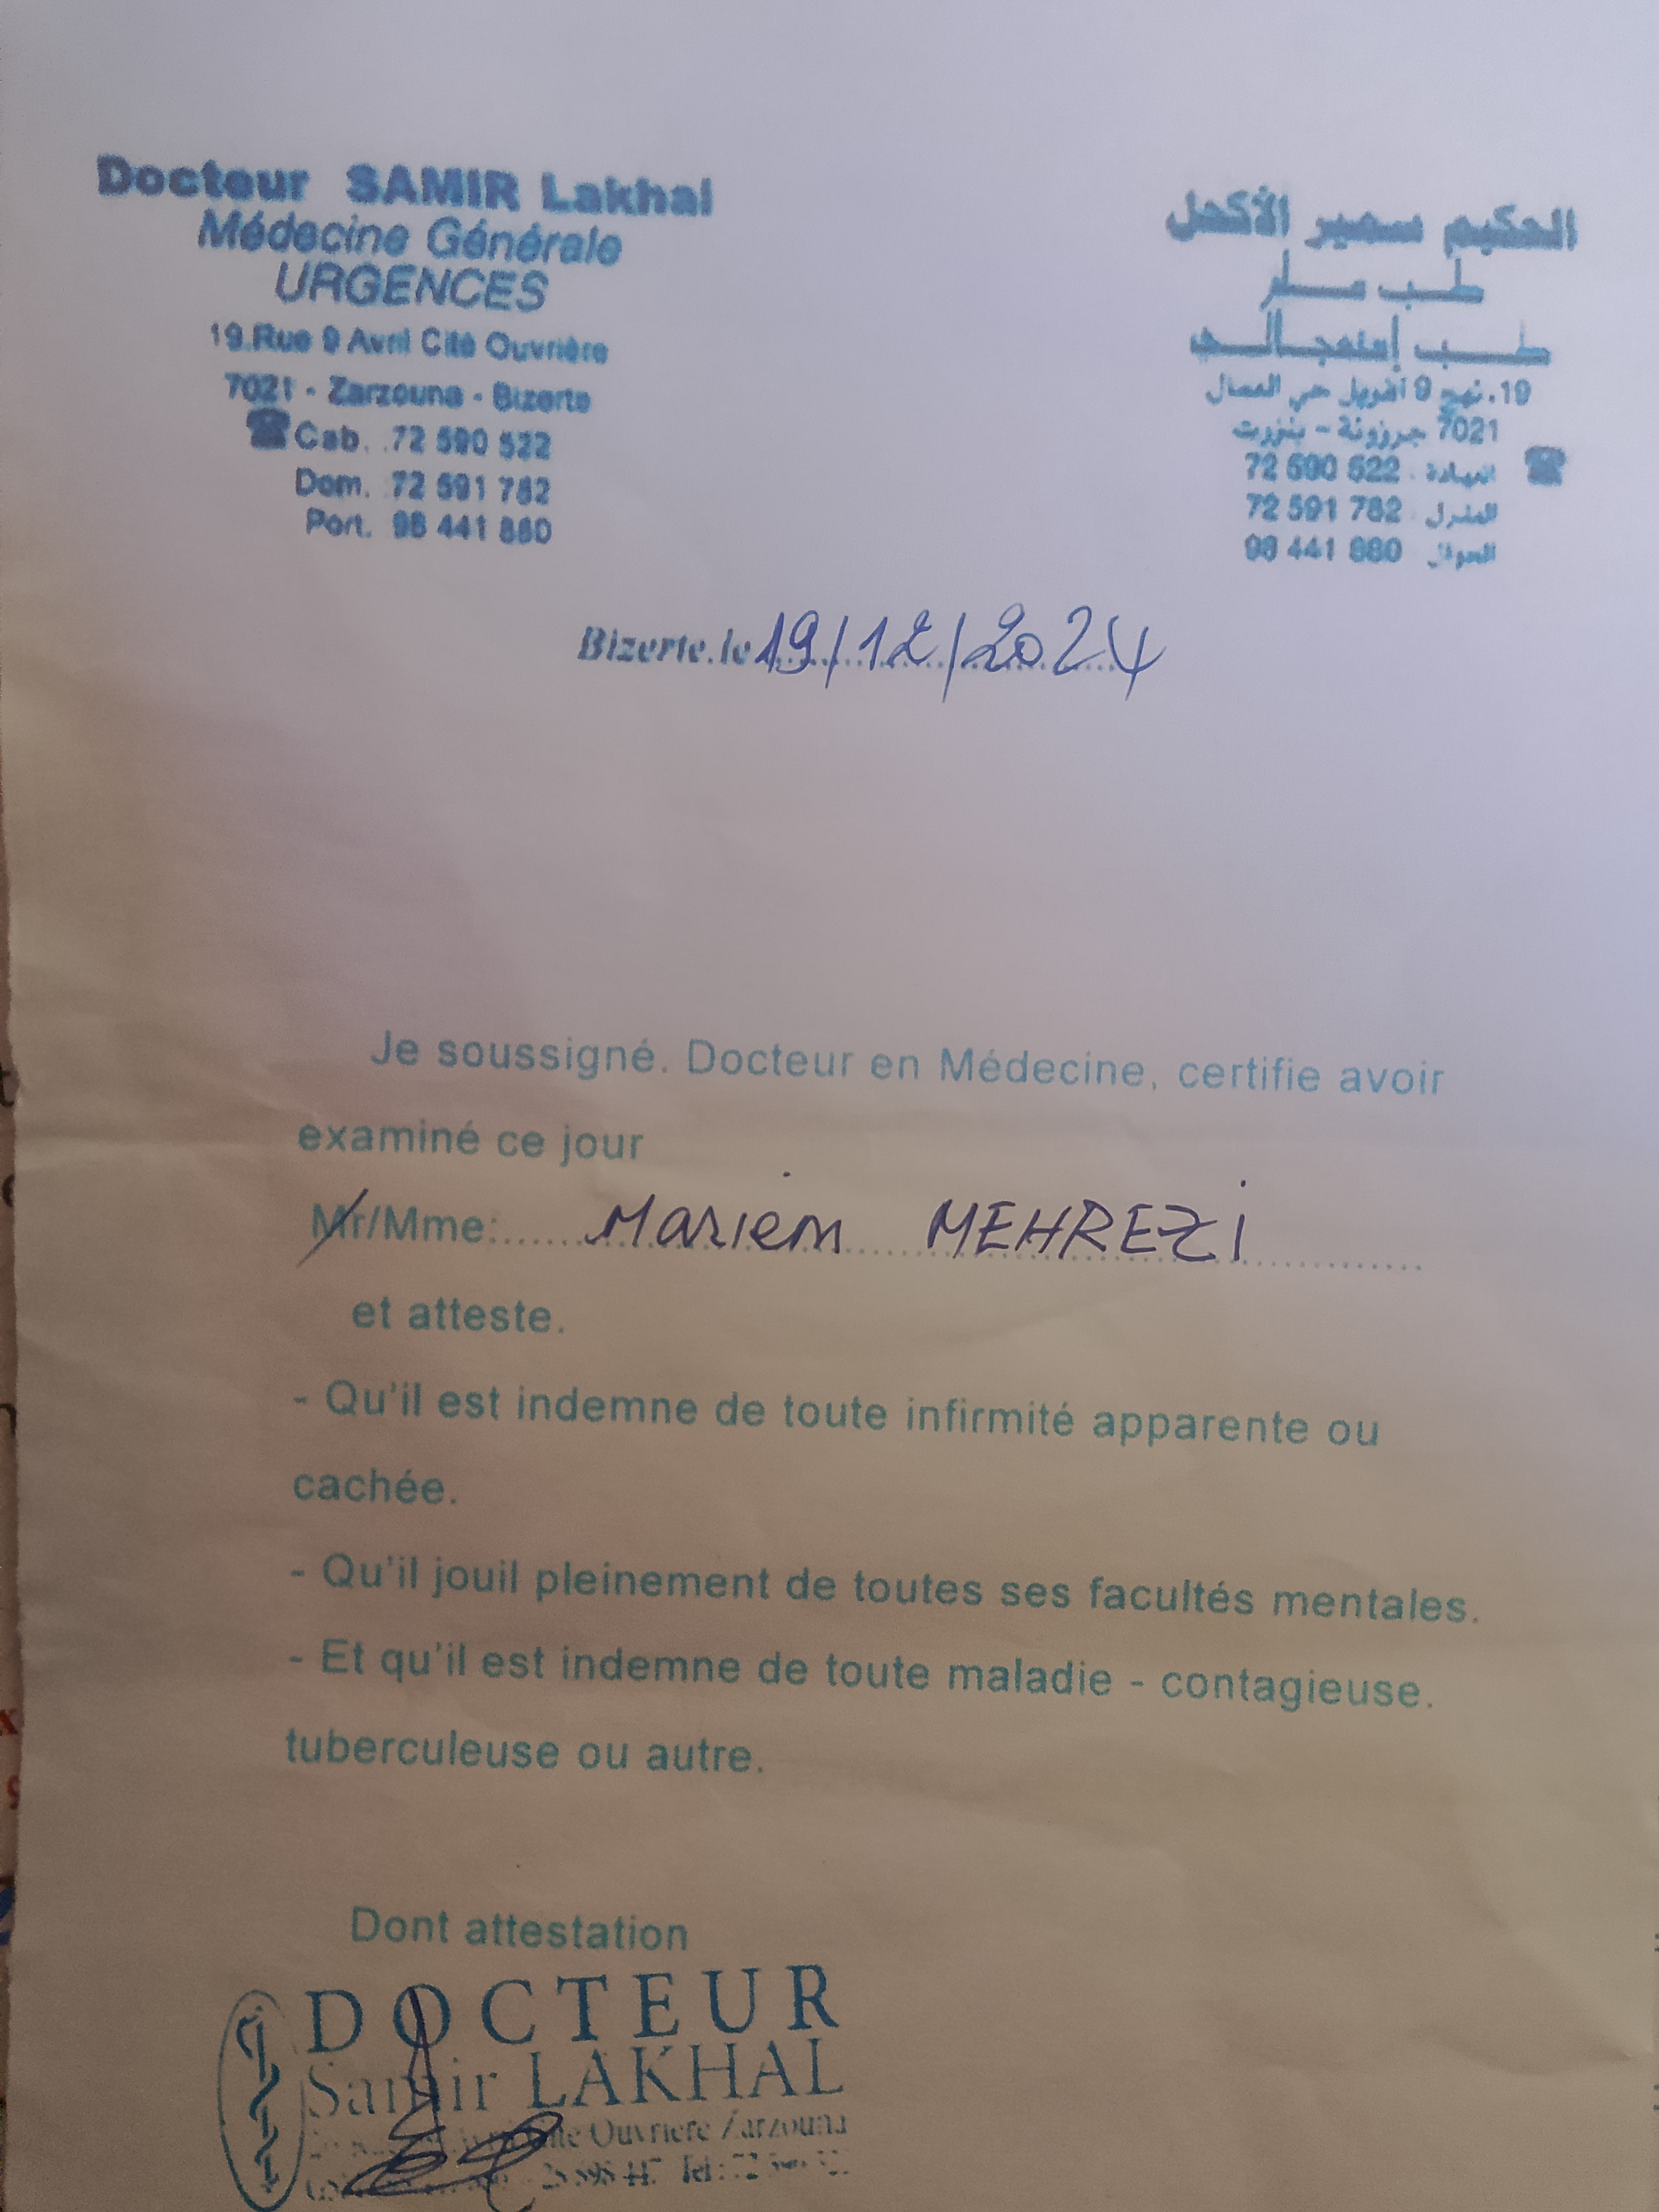 Docteur SAMIR Lakhal
Médecine Générale
URGENCES
19.Rue 9 Avril Cité Ouvrière
7021 - Zarzouna - Bizerte
Cab. 72 590 522
Dom. 72 591 782
Port. 98 441 880
الحكيم سمير الأكحل
طب عام
طب إستعجالي
19.نهج 9 أفريل حي العمال
7021 جرزونة - بنزرت
العيادة 72 590 522
المنزل 72 591 782
الجوال 98 441 880
Bizerte.le 19/12/2024
Je soussigné. Docteur en Médecine, certifie avoir
examiné ce jour
Mr/Mme: Mariem MEHREZI
et atteste.
- Qu'il est indemne de toute infirmité apparente ou
cachée.
- Qu'il jouil pleinement de toutes ses facultés mentales.
- Et qu'il est indemne de toute maladie - contagieuse.
tuberculeuse ou autre.
Dont attestation
DOCTEUR
Samir LAKHAL
Ouvriere Zarzouna
Tel : 72